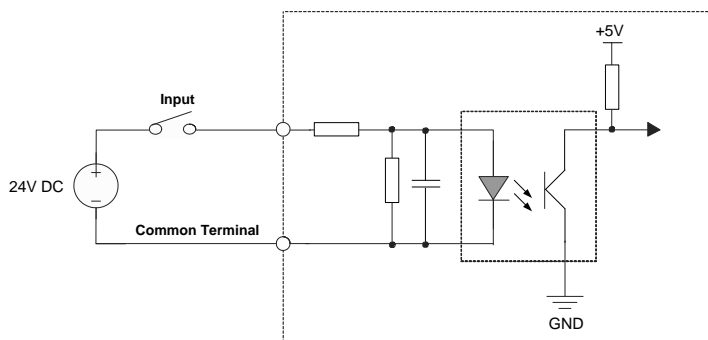 +5V
Input
24V DC
+
−
Common Terminal
GND